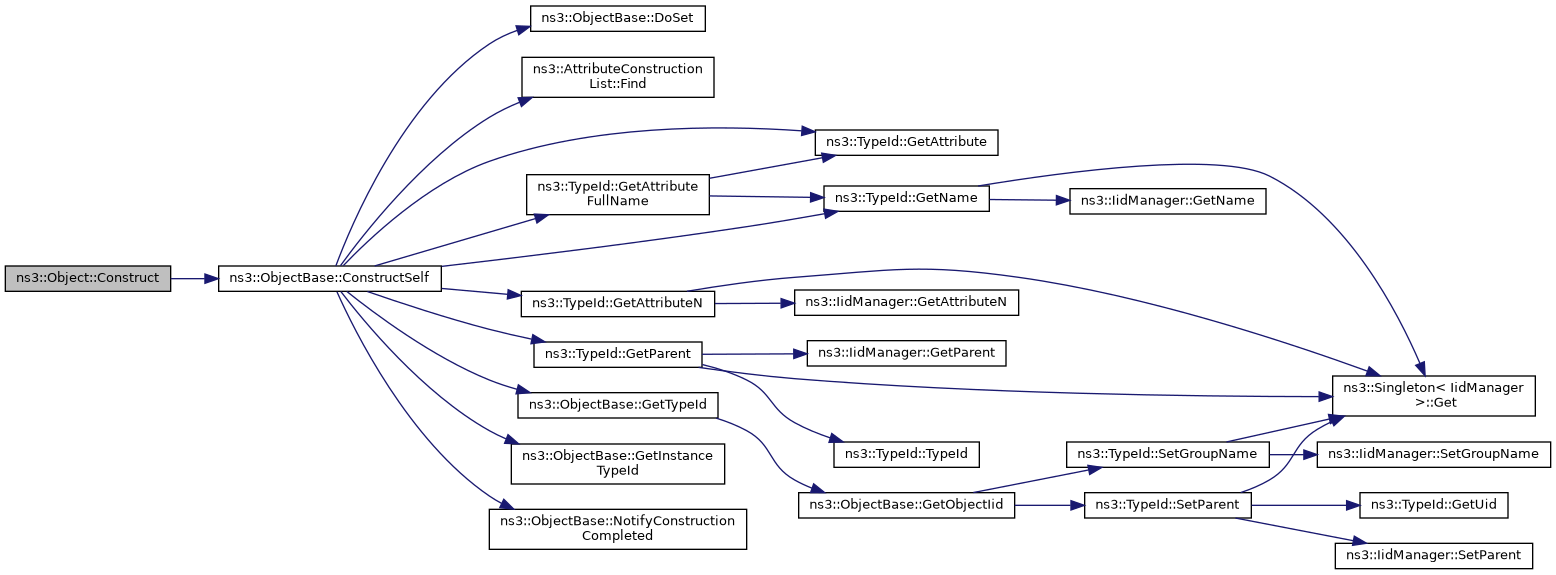 ns3::ObjectBase::DoSet
ns3::AttributeConstruction
List::Find
ns3::TypeId::GetAttribute
ns3::TypeId::GetAttribute
FullName
ns3::TypeId::GetName
ns3::IidManager::GetName
ns3::Object::Construct
ns3::ObjectBase::ConstructSelf
ns3::TypeId::GetAttributeN
ns3::IidManager::GetAttributeN
ns3::TypeId::GetParent
ns3::IidManager::GetParent
ns3::Singleton< IidManager
>::Get
ns3::ObjectBase::GetTypeId
ns3::TypeId::TypeId
ns3::ObjectBase::GetInstance
TypeId
ns3::TypeId::SetGroupName
ns3::IidManager::SetGroupName
ns3::ObjectBase::GetObjectIid
ns3::TypeId::SetParent
ns3::TypeId::GetUid
ns3::ObjectBase::NotifyConstruction
Completed
ns3::IidManager::SetParent